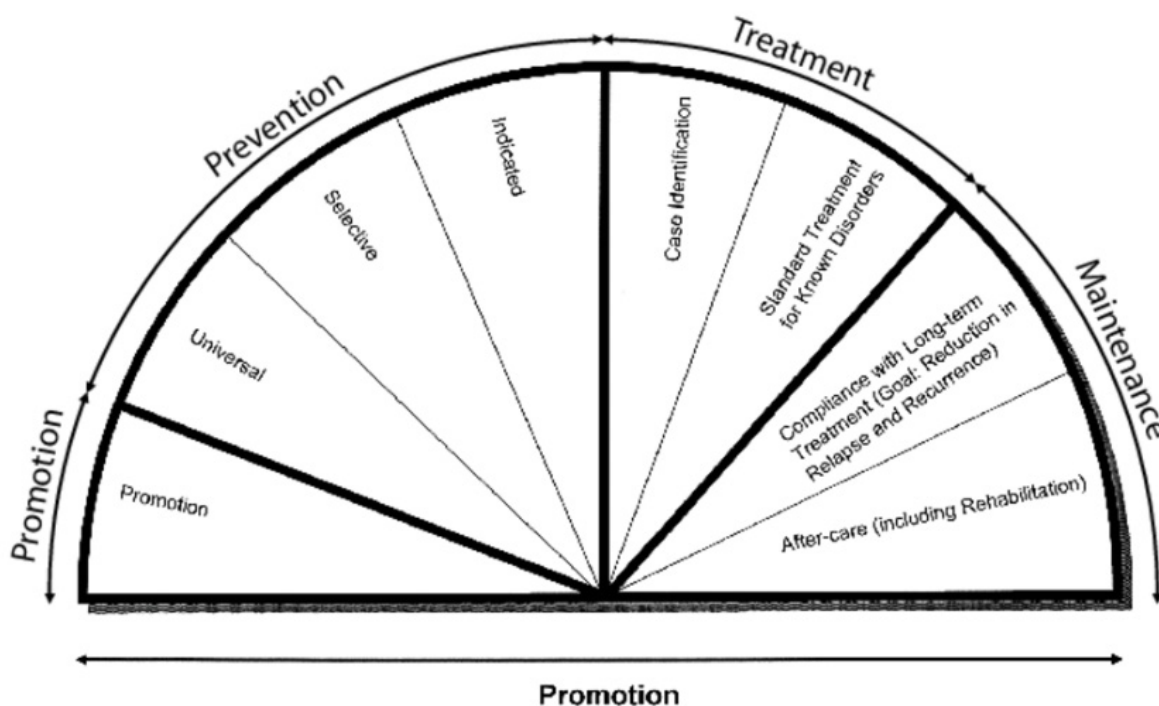 Promotion
Prevention
Treatment
Maintenance
Promotion
Universal
Selective
Indicated
Caso Identification
Standard Treatment
for Known Disorders
Compliance with Long-term
Treatment (Goal: Reduction in
Relapse and Recurrence)
After-care (including Rehabilitation)
Promotion